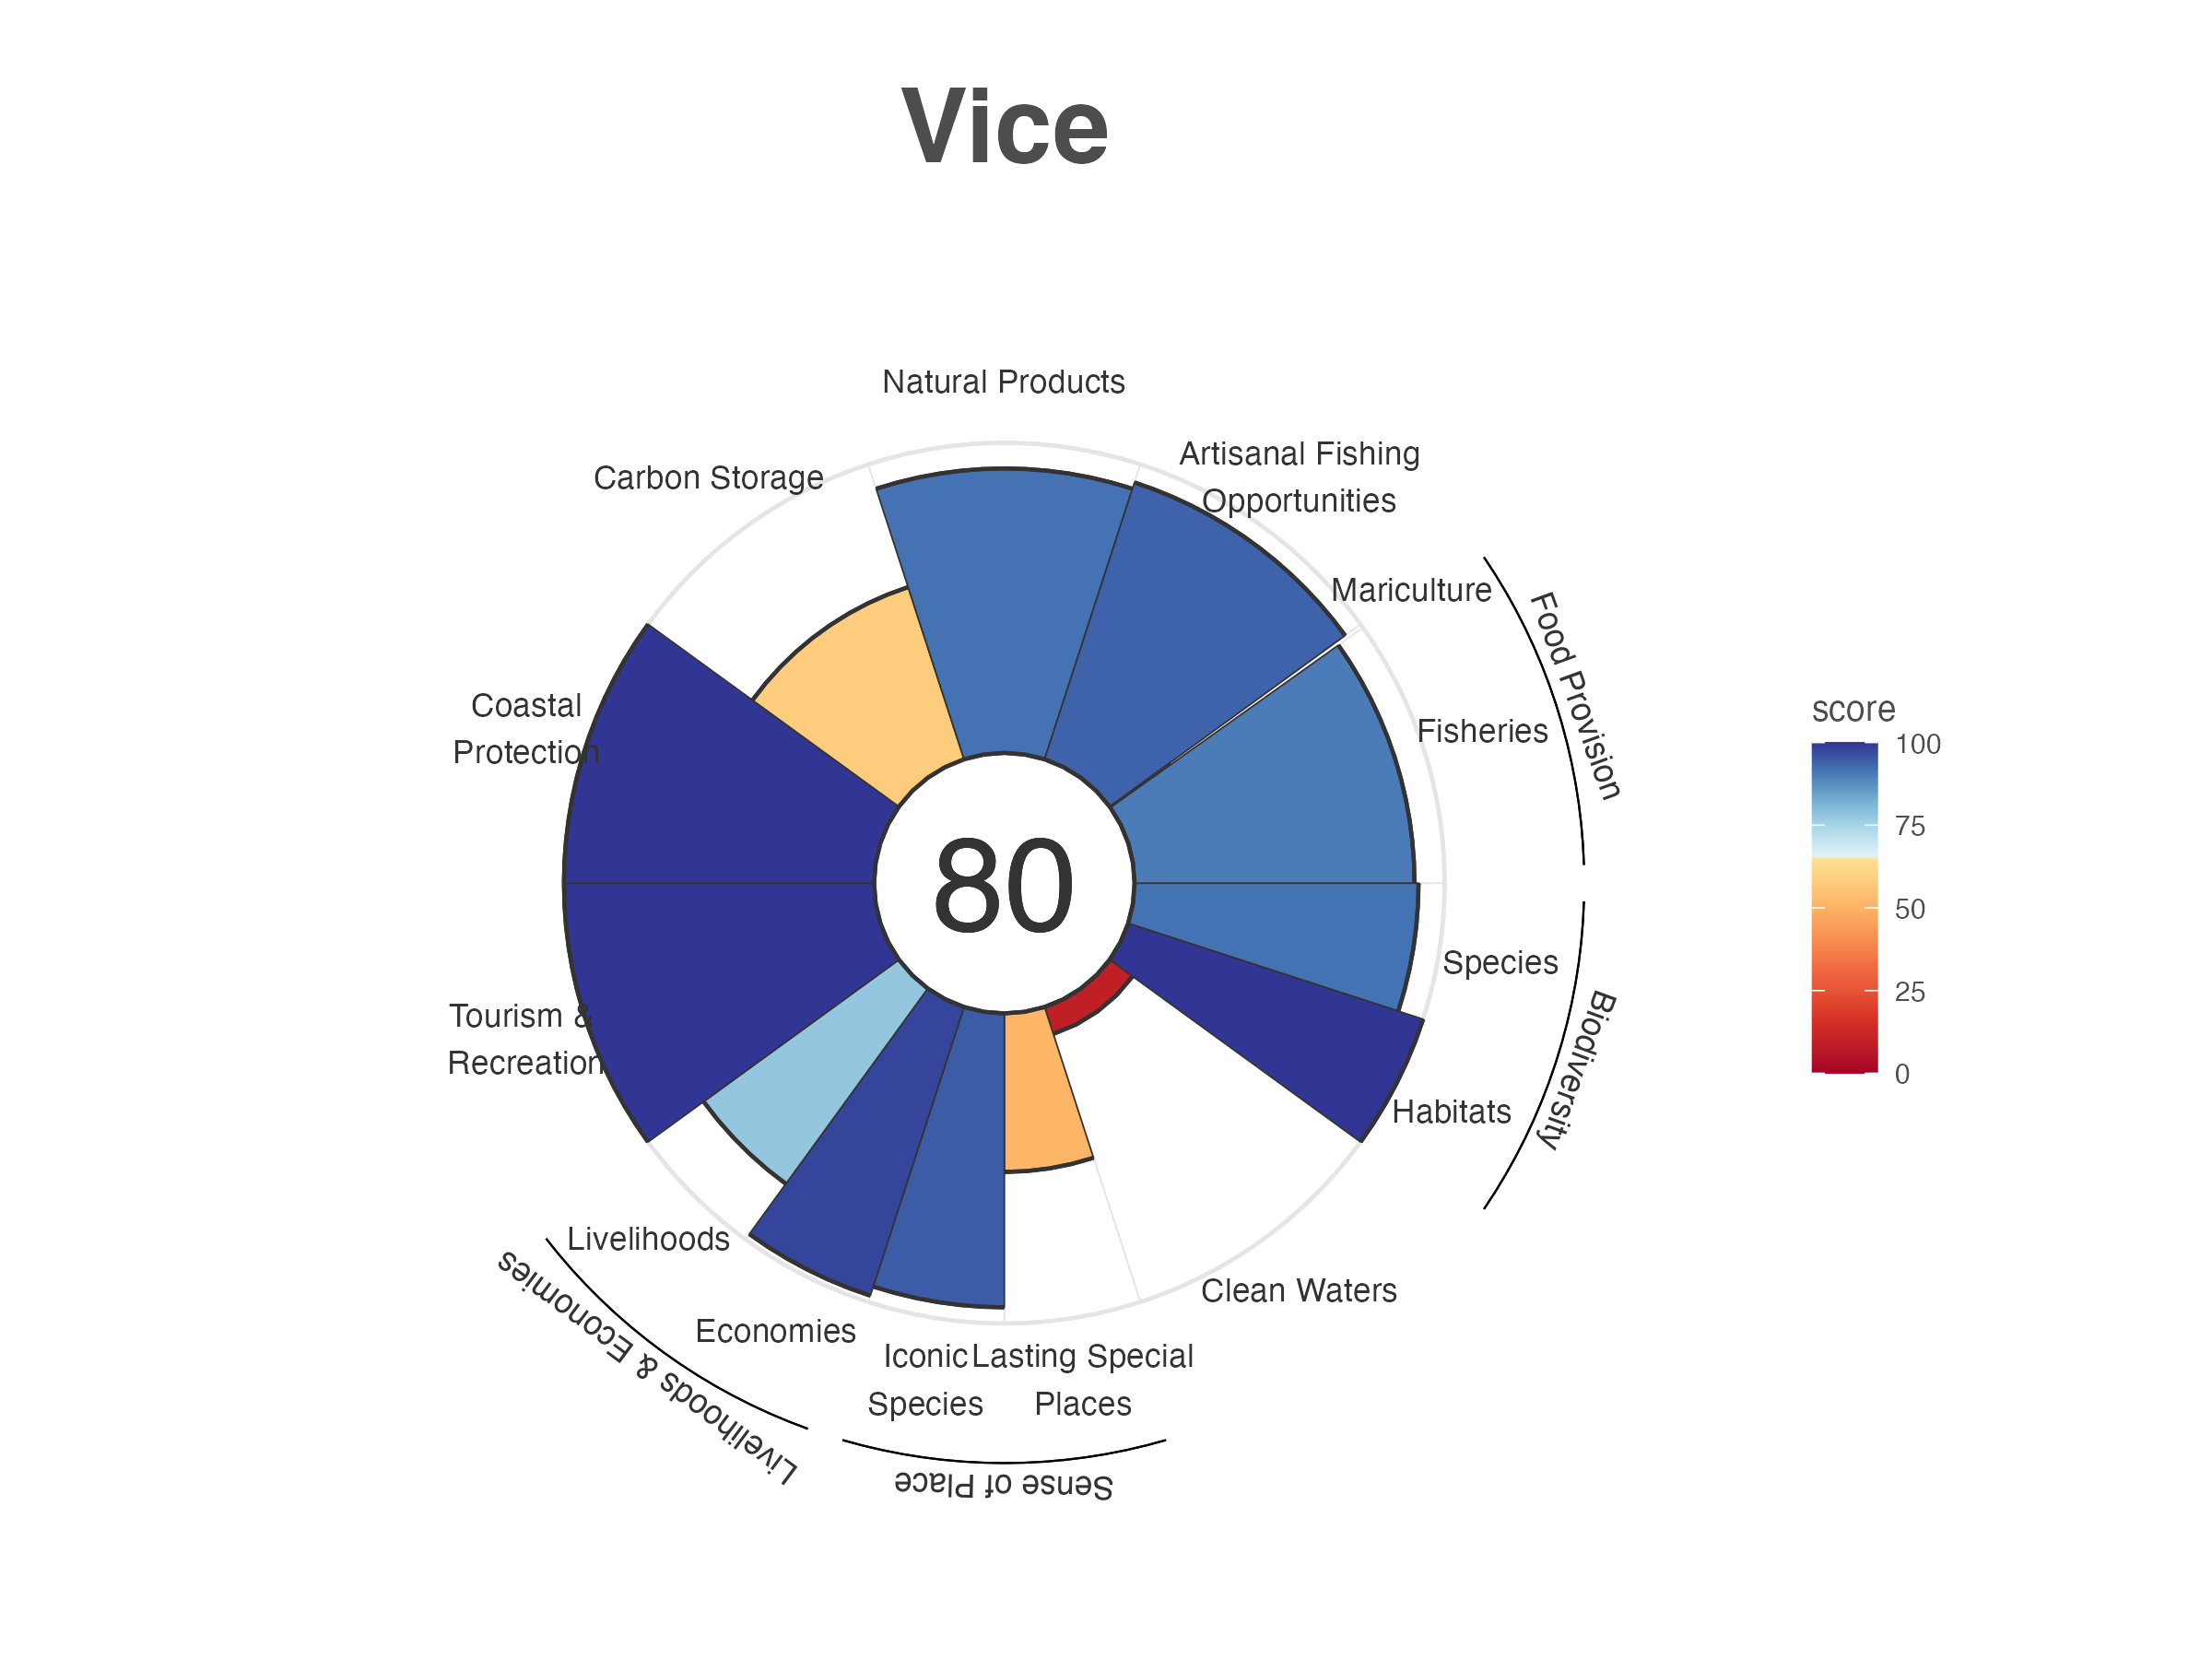 Vice
Natural Products
Artisanal Fishing
Opportunities
Carbon Storage
Mariculture
Food Provision
Fisheries
Coastal
Protection
80
Species
Biodiversity
Habitats
Tourism &
Recreation
Livelihoods
Clean Waters
Economies
Livelihoods & Economies
Iconic
Species
Lasting Special
Places
Sense of Place
score
100
75
50
25
0